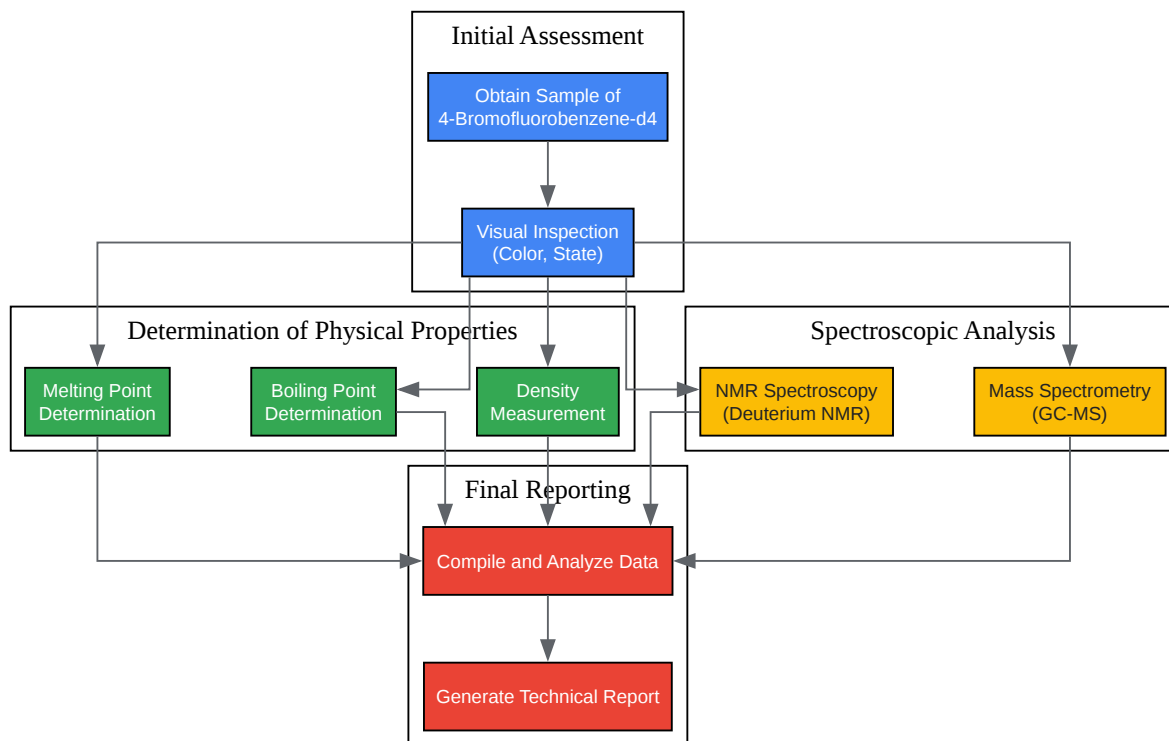 Initial Assessment
Obtain Sample of
4-Bromofluorobenzene-d4
Visual Inspection
(Color, State)
Determination of Physical Properties
Melting Point
Determination
Boiling Point
Determination
Density
Measurement
Spectroscopic Analysis
NMR Spectroscopy
(Deuterium NMR)
Mass Spectrometry
(GC-MS)
Final Reporting
Compile and Analyze Data
Generate Technical Report